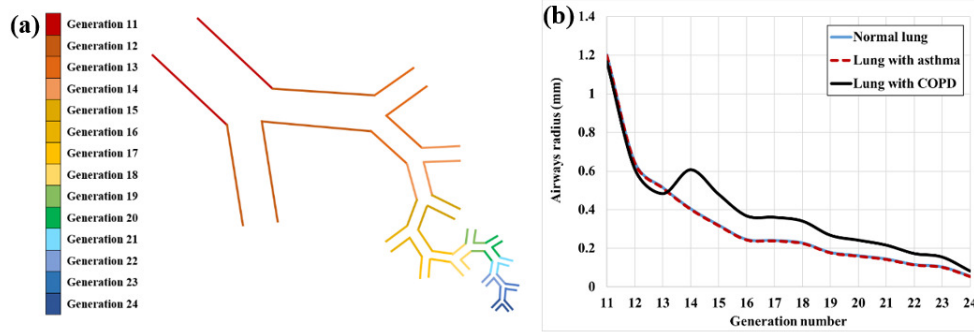 (a)
Generation 11
Generation 12
Generation 13
Generation 14
Generation 15
Generation 16
Generation 17
Generation 18
Generation 19
Generation 20
Generation 21
Generation 22
Generation 23
Generation 24
(b)
1.4
1.2
1
0.8
0.6
0.4
0.2
0
Airways radius (mm)
Normal lung
Lung with asthma
Lung with COPD
11 12 13 14 15 16 17 18 19 20 21 22 23 24
Generation number